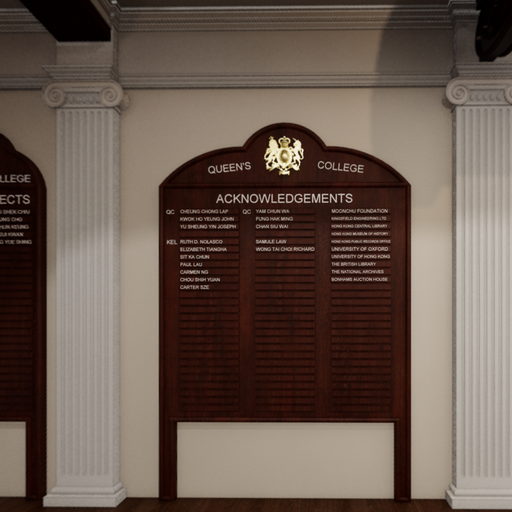 QUEEN'S COLLEGE
ACKNOWLEDGEMENTS
QC CHEUNG CHONG LAP
KWOK HO YEUNG JOHN
YU SHEUNG YIN JOSEPH
KEL RUTH D. NOLASCO
ELIZABETH TIANGHA
SIT KA CHUN
PAUL LAU
CARMEN NG
CHOU SHIH YUAN
CARTER SZE
QC YAM CHUN WA
FUNG HAK MING
CHAN SIU WAI
SAMULE LAW
WONG TAI CHOI RICHARD
MOONCHU FOUNDATION
KINGSFIELD ENGINEERING LTD
HONG KONG CENTRAL LIBRARY
HONG KONG MUSEUM OF HISTORY
HONG KONG PUBLIC RECORDS OFFICE
UNIVERSITY OF OXFORD
UNIVERSITY OF HONG KONG
THE BRITISH LIBRARY
THE NATIONAL ARCHIVES
BONHAMS AUCTION HOUSE